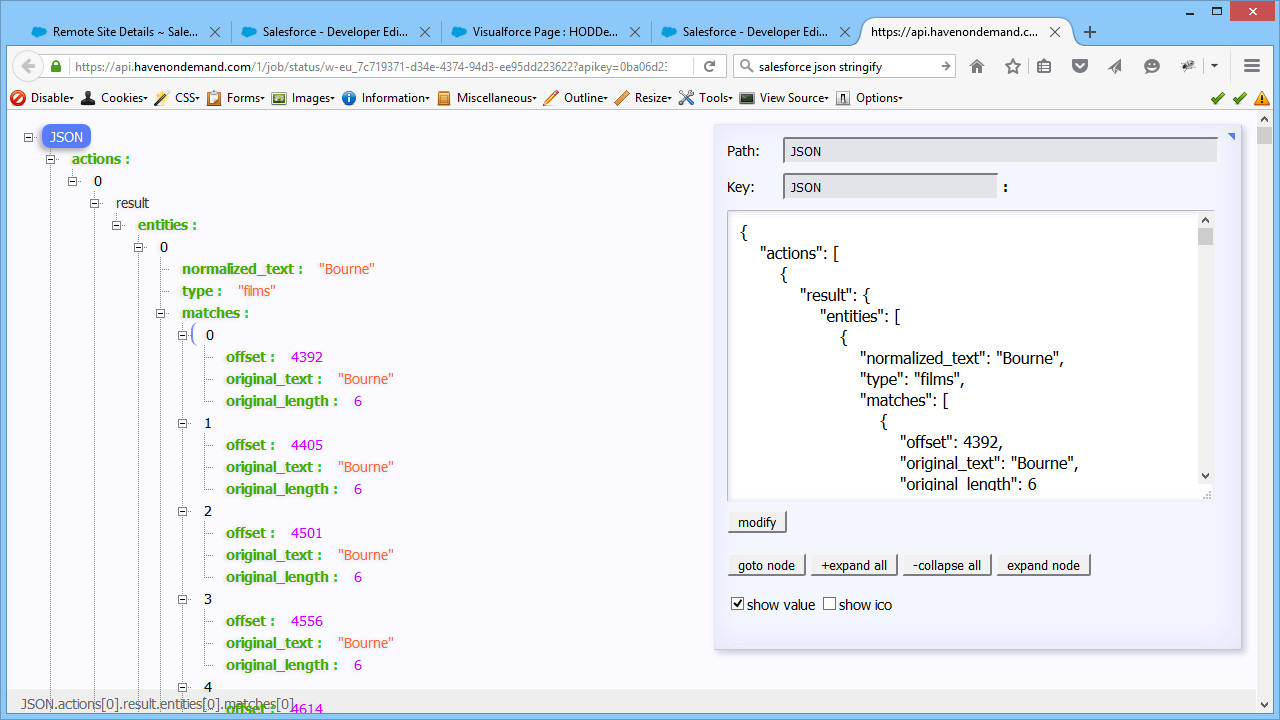 Remote Site Details ~ Sale...
Salesforce - Developer Edi...
Visualforce Page : HODDe...
Salesforce - Developer Edi...
https://api.havenondemand.c...
https://api.havenondemand.com/1/job/status/w-eu_7c719371-d34e-4374-94d3-ee95dd223622?apikey=0ba06d23
salesforce json stringify
Disable Cookies CSS Forms Images Information Miscellaneous Outline Resize Tools View Source Options
JSON
actions :
0
result
entities :
0
normalized_text : "Bourne"
type : "films"
matches :
0
offset : 4392
original_text : "Bourne"
original_length : 6
1
offset : 4405
original_text : "Bourne"
original_length : 6
2
offset : 4501
original_text : "Bourne"
original_length : 6
3
offset : 4556
original_text : "Bourne"
original_length : 6
4
offset : 4614
JSON.actions[0].result.entities[0].matches[0]
Path: JSON
Key: JSON :
{
"actions": [
{
"result": {
"entities": [
{
"normalized_text": "Bourne",
"type": "films",
"matches": [
{
"offset": 4392,
"original_text": "Bourne",
"original_length": 6
modify
goto node +expand all -collapse all expand node
show value show ico